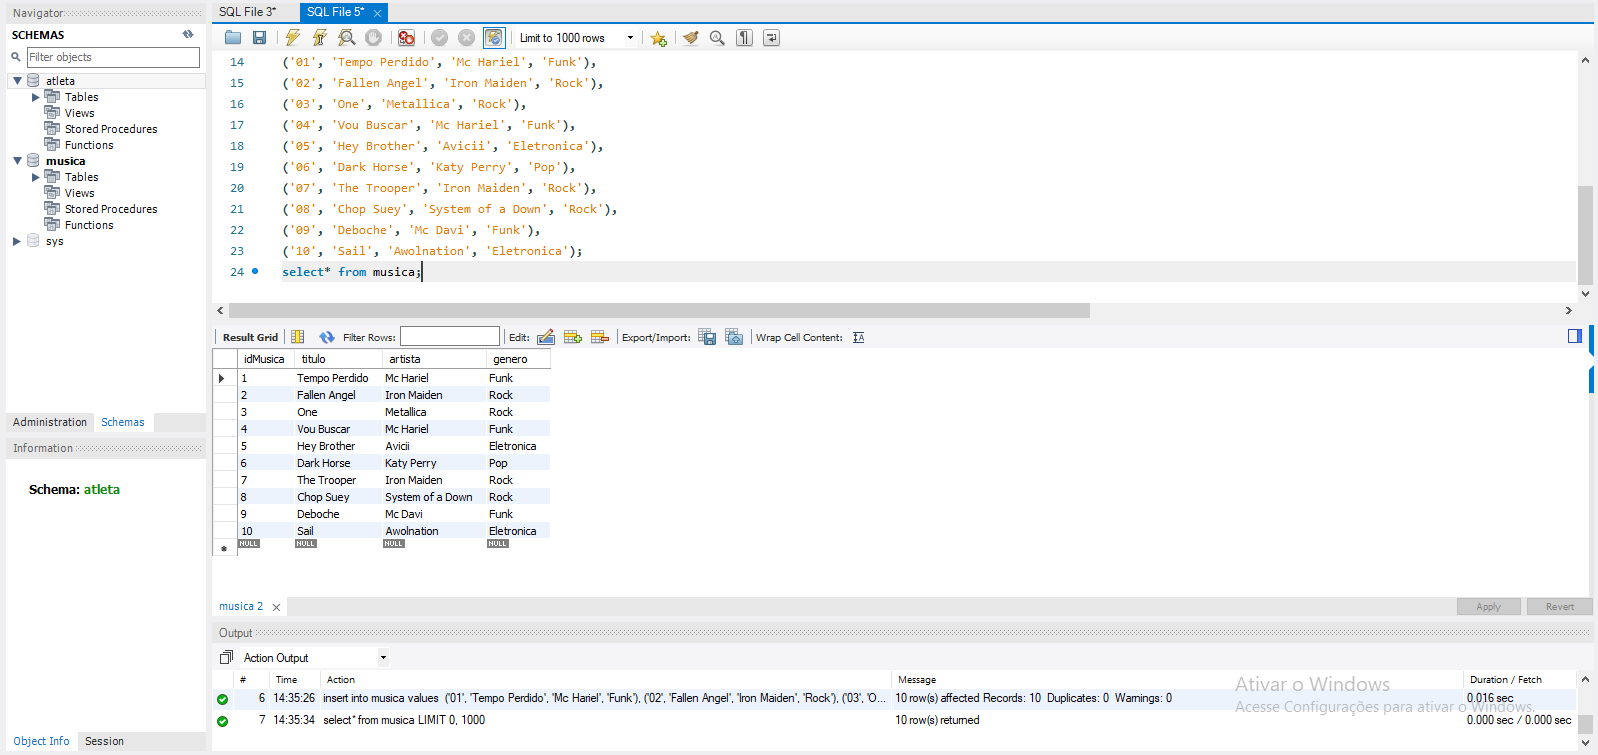 Navigator
SCHEMAS
Filter objects
atleta
Tables
Views
Stored Procedures
Functions
musica
Tables
Views
Stored Procedures
Functions
sys
Administration Schemas
Information
Schema: atleta
Object Info Session
SQL File 3* SQL File 5*
Limit to 1000 rows
14 ('01', 'Tempo Perdido', 'Mc Hariel', 'Funk'),
15 ('02', 'Fallen Angel', 'Iron Maiden', 'Rock'),
16 ('03', 'One', 'Metallica', 'Rock'),
17 ('04', 'Vou Buscar', 'Mc Hariel', 'Funk'),
18 ('05', 'Hey Brother', 'Avicii', 'Eletronica'),
19 ('06', 'Dark Horse', 'Katy Perry', 'Pop'),
20 ('07', 'The Trooper', 'Iron Maiden', 'Rock'),
21 ('08', 'Chop Suey', 'System of a Down', 'Rock'),
22 ('09', 'Deboche', 'Mc Davi', 'Funk'),
23 ('10', 'Sail', 'Awolnation', 'Eletronica');
24 select* from musica;
Result Grid Filter Rows: Edit: Export/Import: Wrap Cell Content:
idMusica titulo artista genero
1 Tempo Perdido Mc Hariel Funk
2 Fallen Angel Iron Maiden Rock
3 One Metallica Rock
4 Vou Buscar Mc Hariel Funk
5 Hey Brother Avicii Eletronica
6 Dark Horse Katy Perry Pop
7 The Trooper Iron Maiden Rock
8 Chop Suey System of a Down Rock
9 Deboche Mc Davi Funk
10 Sail Awolnation Eletronica
NULL NULL NULL NULL
musica 2 Apply Revert
Output
Action Output
# Time Action Message Duration / Fetch
6 14:35:26 insert into musica values ('01', 'Tempo Perdido', 'Mc Hariel', 'Funk'), ('02', 'Fallen Angel', 'Iron Maiden', 'Rock'), ('03', 'O... 10 row(s) affected Records: 10 Duplicates: 0 Warnings: 0 0.016 sec
7 14:35:34 select* from musica LIMIT 0, 1000 10 row(s) returned 0.000 sec / 0.000 sec
Ativar o Windows
Acesse Configurações para ativar o Windows.